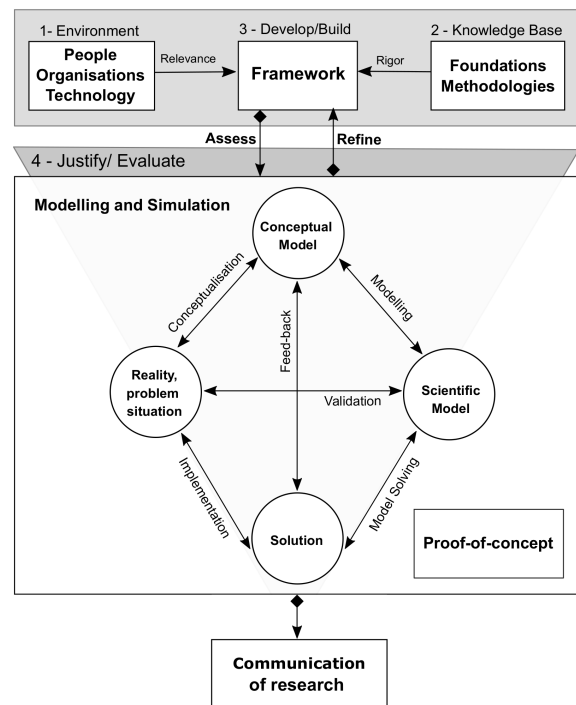 1- Environment
3 - Develop/Build
2 - Knowledge Base
People
Organisations
Technology
Relevance
Framework
Rigor
Foundations
Methodologies
Assess
Refine
4 - Justify/ Evaluate
Modelling and Simulation
Conceptual
Model
Conceptualisation
Modelling
Feed-back
Reality,
problem
situation
Validation
Scientific
Model
Implementation
Model Solving
Solution
Proof-of-concept
Communication
of research